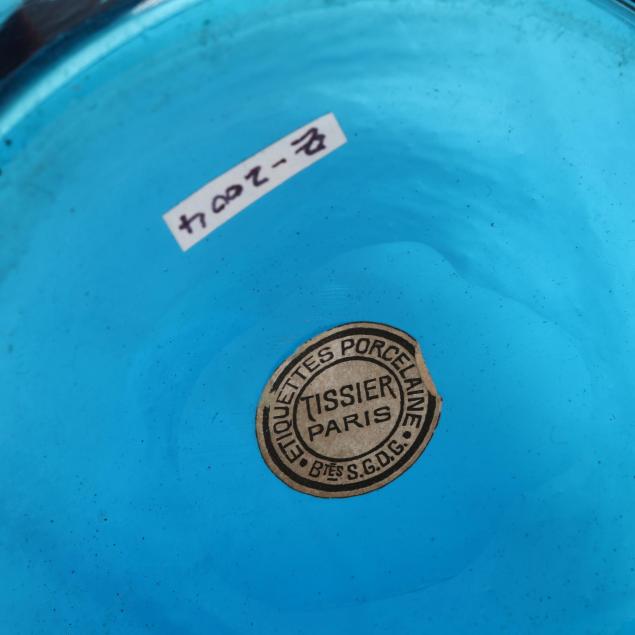 -2004
ETIQUETTES PORCELAINE
TISSIER
PARIS
• BTÉS S.G.D.G. •